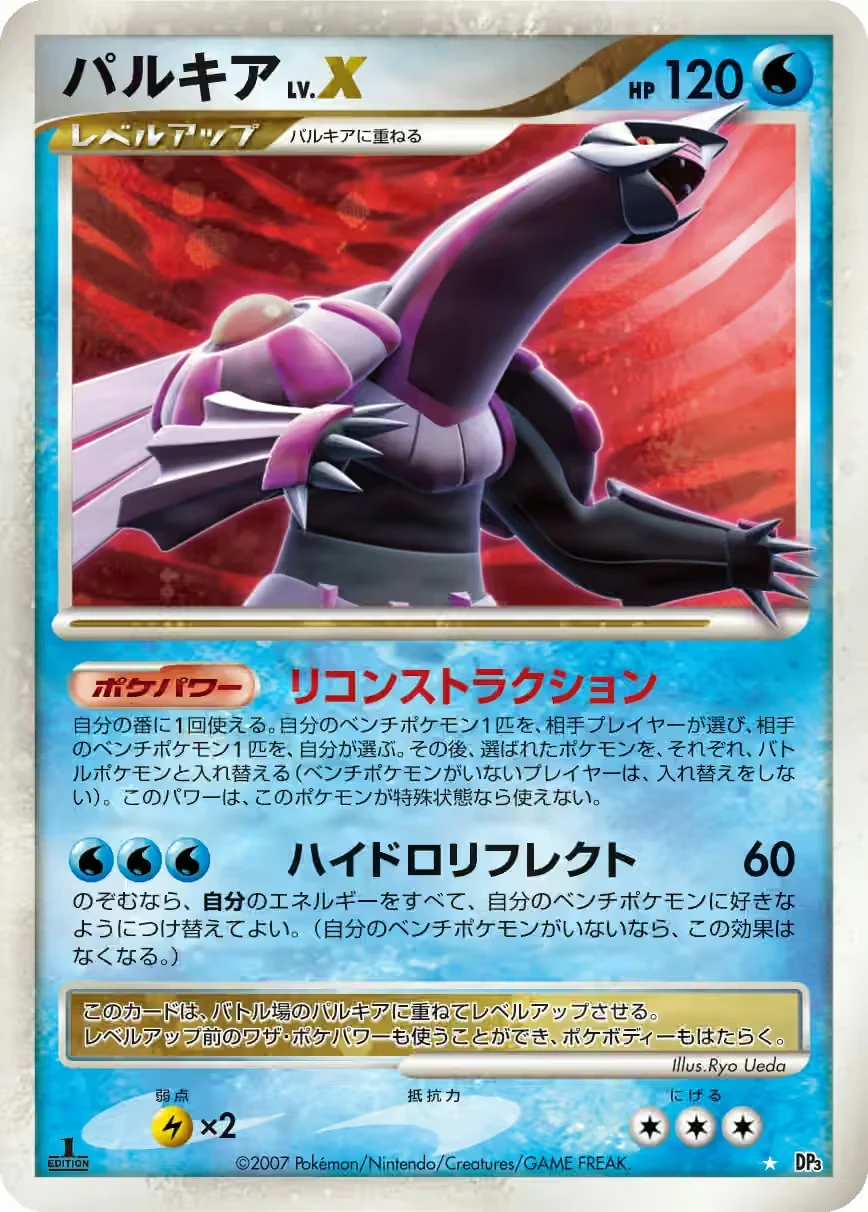 パルキア LV.X HP 120
レベルアップ パルキアに重ねる
ポケパワー リコンストラクション
自分の番に1回使える。自分のベンチポケモン1匹を、相手プレイヤーが選び、相手
のベンチポケモン1匹を、自分が選ぶ。その後、選ばれたポケモンを、それぞれ、バト
ルポケモンと入れ替える(ベンチポケモンがいないプレイヤーは、入れ替えをしな
い)。このパワーは、このポケモンが特殊状態なら使えない。
ハイドロリフレクト 60
のぞむなら、自分のエネルギーをすべて、自分のベンチポケモンに好きな
ようにつけ替えてよい。(自分のベンチポケモンがいないなら、この効果は
なくなる。)
このカードは、バトル場のパルキアに重ねてレベルアップさせる。
レベルアップ前のワザ・ポケパワーも使うことができ、ポケボディーもはたらく。
Illus.Ryo Ueda
弱点 抵抗力 にげる
×2
1 EDITION ©2007 Pokémon/Nintendo/Creatures/GAME FREAK. ★ DP3